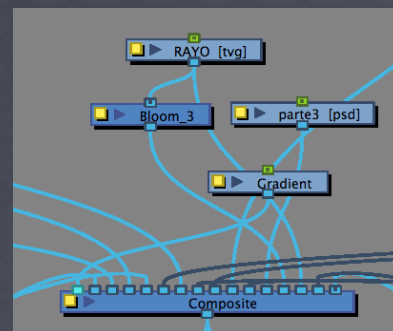 RAYO [tvg]
Bloom_3
parte3 [psd]
Gradient
Composite